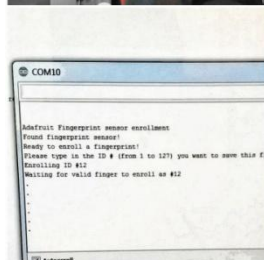 COM10
Adafruit Fingerprint sensor enrollment
Found fingerprint sensor!
Ready to enroll a fingerprint!
Please type in the ID # (from 1 to 127) you want to save this
Enrolling ID #12
Waiting for valid finger to enroll as #12
.
.
.
.
.
Autoscroll